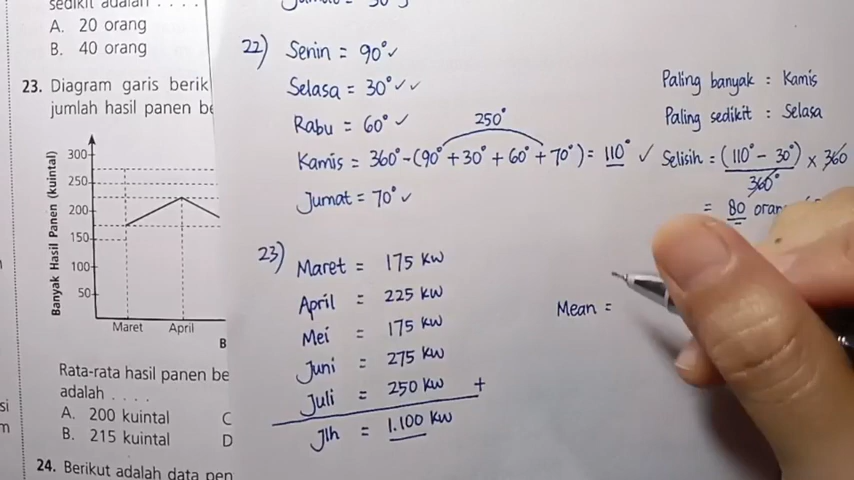 sedikit adalah . . . .
A. 20 orang
B. 40 orang
23. Diagram garis berik
jumlah hasil panen be
Banyak Hasil Panen (kuintal)
300
250
200
150
100
50
Maret April
B
Rata-rata hasil panen be
adalah . . . .
A. 200 kuintal C
B. 215 kuintal D
24. Berikut adalah data pen
si
m
22) Senin = 90° ✓
Selasa = 30° ✓ ✓
Rabu = 60° ✓
250°
Kamis = 360° - (90° + 30° + 60° + 70°) = 110° ✓
Jumat = 70° ✓
Paling banyak : Kamis
Paling sedikit : Selasa
Selisih = (110° - 30°) / 360° × 360
= 80 oran
23) Maret = 175 kw
April = 225 kw
Mei = 175 kw
Juni = 275 kw
Juli = 250 kw +
Jlh = 1.100 kw
Mean =